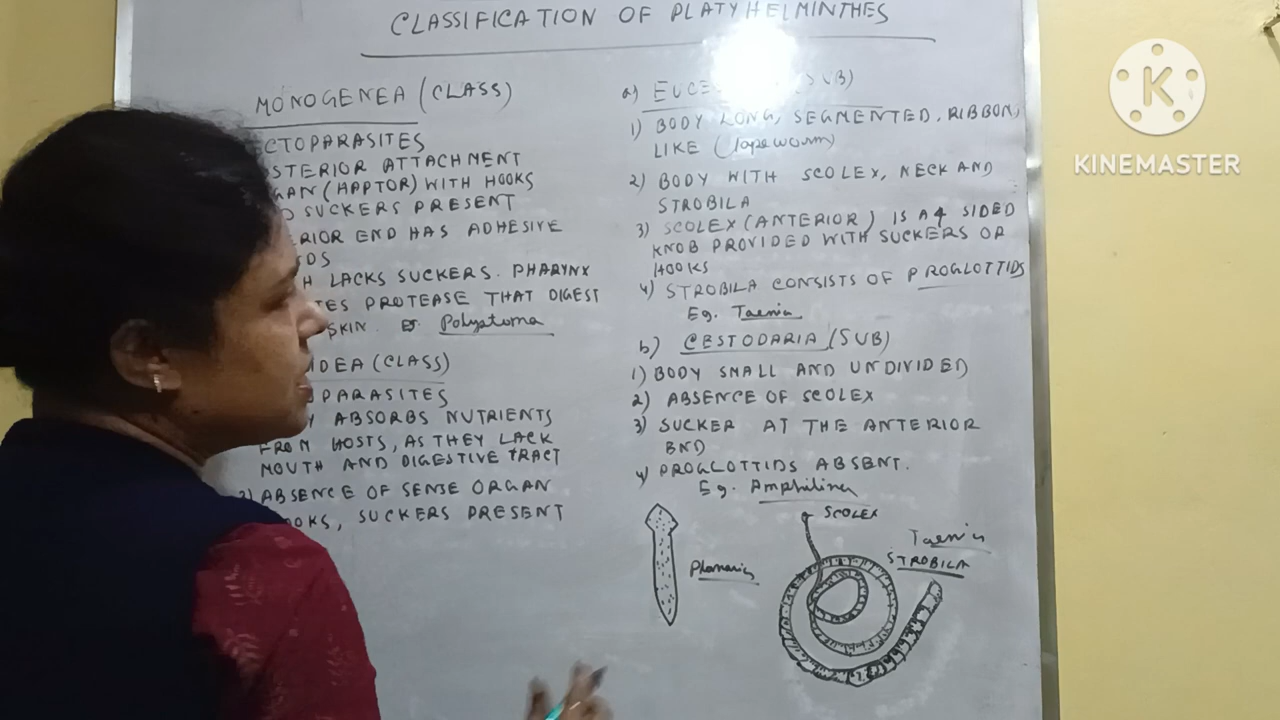 CLASSIFICATION OF PLATYHELMINTHES
MONOGENEA (CLASS)
ECTOPARASITES
STERIOR ATTACHMENT
GAN (HAPTOR) WITH HOOKS
SUCKERS PRESENT
RIOR END HAS ADHESIVE
DS
H LACKS SUCKERS. PHARYNX
TES PROTEASE THAT DIGEST
SKIN. Eg. Polystoma
IDEA (CLASS)
PARASITES
Y ABSORBS NUTRIENTS
FROM HOSTS, AS THEY LACK
MOUTH AND DIGESTIVE TRACT
3) ABSENCE OF SENSE ORGAN
OOKS, SUCKERS PRESENT
a) EUCE SUB)
1) BODY LONG, SEGMENTED, RIBBON,
LIKE (Tapeworm)
2) BODY WITH SCOLEX, NECK AND
STROBILA
3) SCOLEX (ANTERIOR) IS A 4 SIDED
KNOB PROVIDED WITH SUCKERS OR
HOOKS
4) STROBILA CONSISTS OF PROGLOTTIDS
Eg. Taenia
b) CESTODARIA (SUB)
1) BODY SMALL AND UNDIVIDED
2) ABSENCE OF SCOLEX
3) SUCKER AT THE ANTERIOR
END
4) PROGLOTTIDS ABSENT.
Eg. Amphilina
SCOLEX
Taenia
STROBILA
Planaria
KINEMASTER